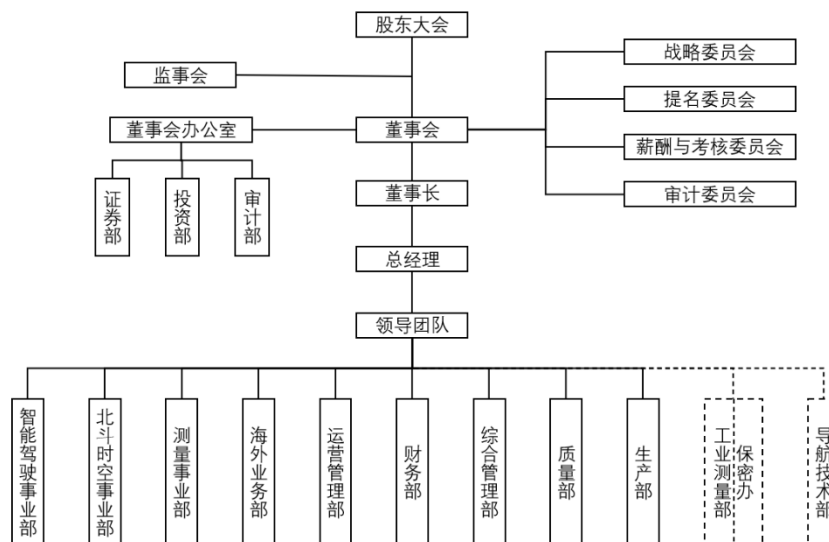 股东大会
监事会
战略委员会
提名委员会
董事会办公室
董事会
薪酬与考核委员会
审计委员会
证券部
投资部
审计部
董事长
总经理
领导团队
智能驾驶事业部
北斗时空事业部
测量事业部
海外业务部
运营管理部
财务部
综合管理部
质量部
生产部
工业测量部
保密办
导航技术部